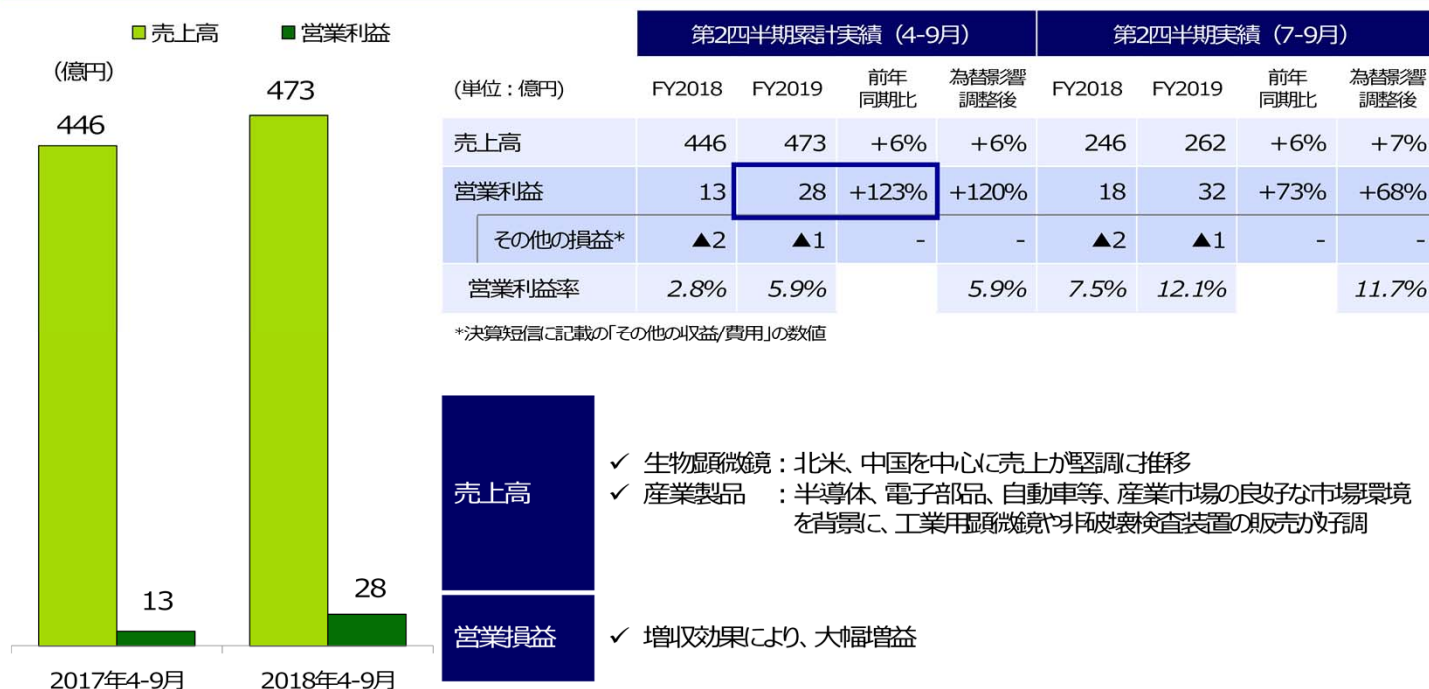 ■売上高 ■営業利益
(億円)
446
473
13
28
2017年4-9月 2018年4-9月
第2四半期累計実績（4-9月） 第2四半期実績（7-9月）
(単位：億円) FY2018 FY2019 前年同期比 為替影響調整後 FY2018 FY2019 前年同期比 為替影響調整後
売上高 446 473 +6% +6% 246 262 +6% +7%
営業利益 13 28 +123% +120% 18 32 +73% +68%
その他の損益* ▲2 ▲1 - - ▲2 ▲1 - -
営業利益率 2.8% 5.9% 5.9% 7.5% 12.1% 11.7%
*決算短信に記載の「その他の収益/費用」の数値
売上高
✓ 生物顕微鏡：北米、中国を中心に売上が堅調に推移
✓ 産業製品 ：半導体、電子部品、自動車等、産業市場の良好な市場環境
を背景に、工業用顕微鏡や非破壊検査装置の販売が好調
営業損益
✓ 増収効果により、大幅増益